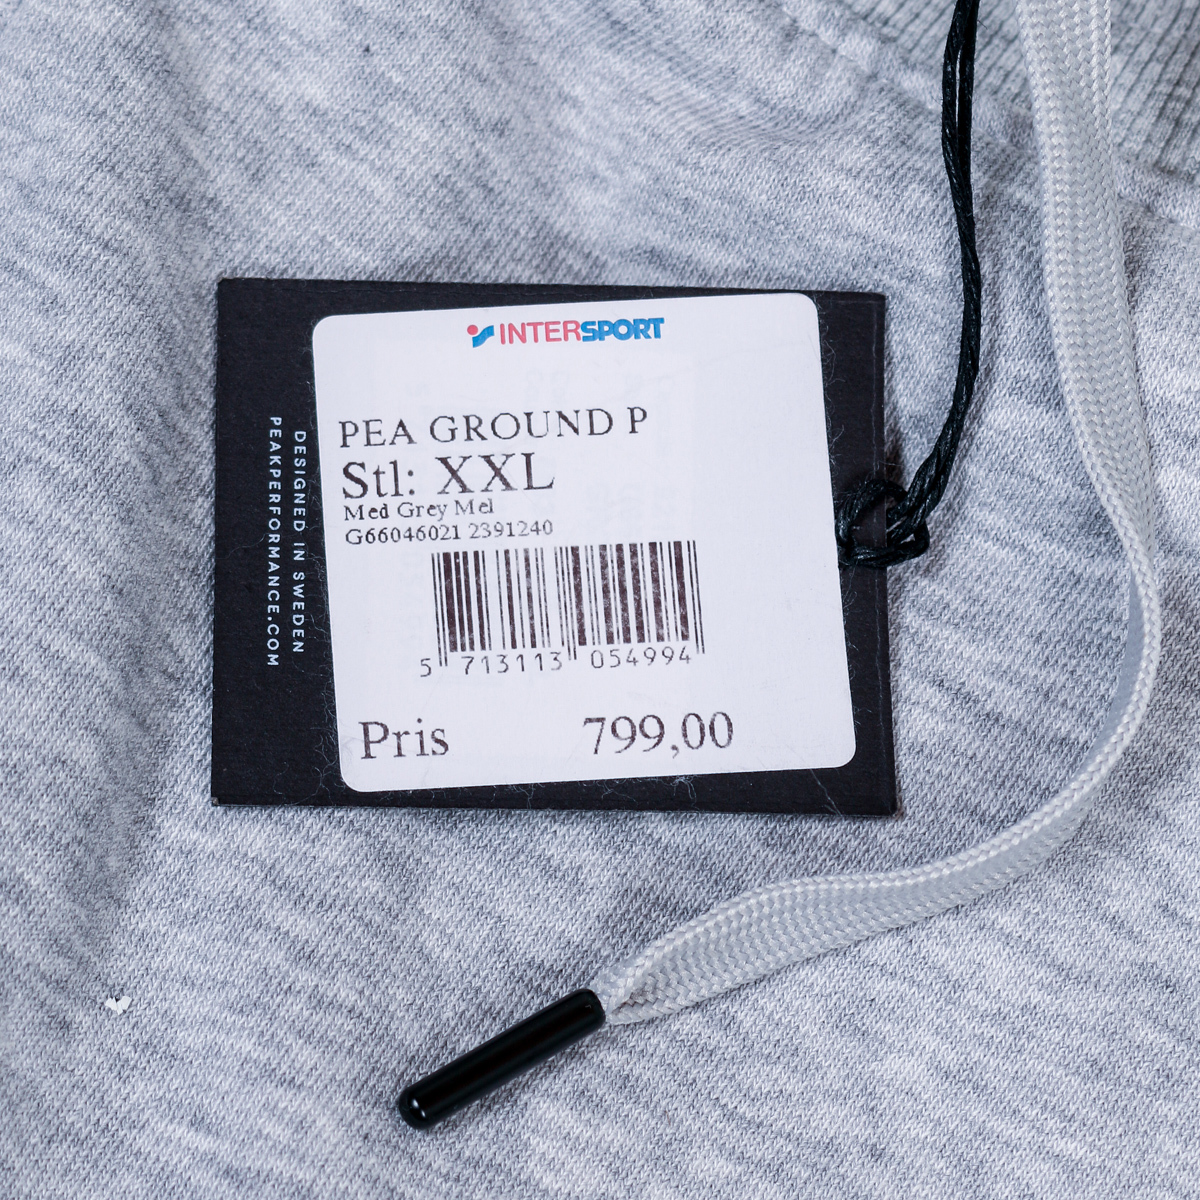 INTERSPORT
PEA GROUND P
Stl: XXL
Med Grey Mel
G66046021 2391240
5 713113 054994
Pris 799,00
DESIGNED IN SWEDEN
PEAKPERFORMANCE.COM